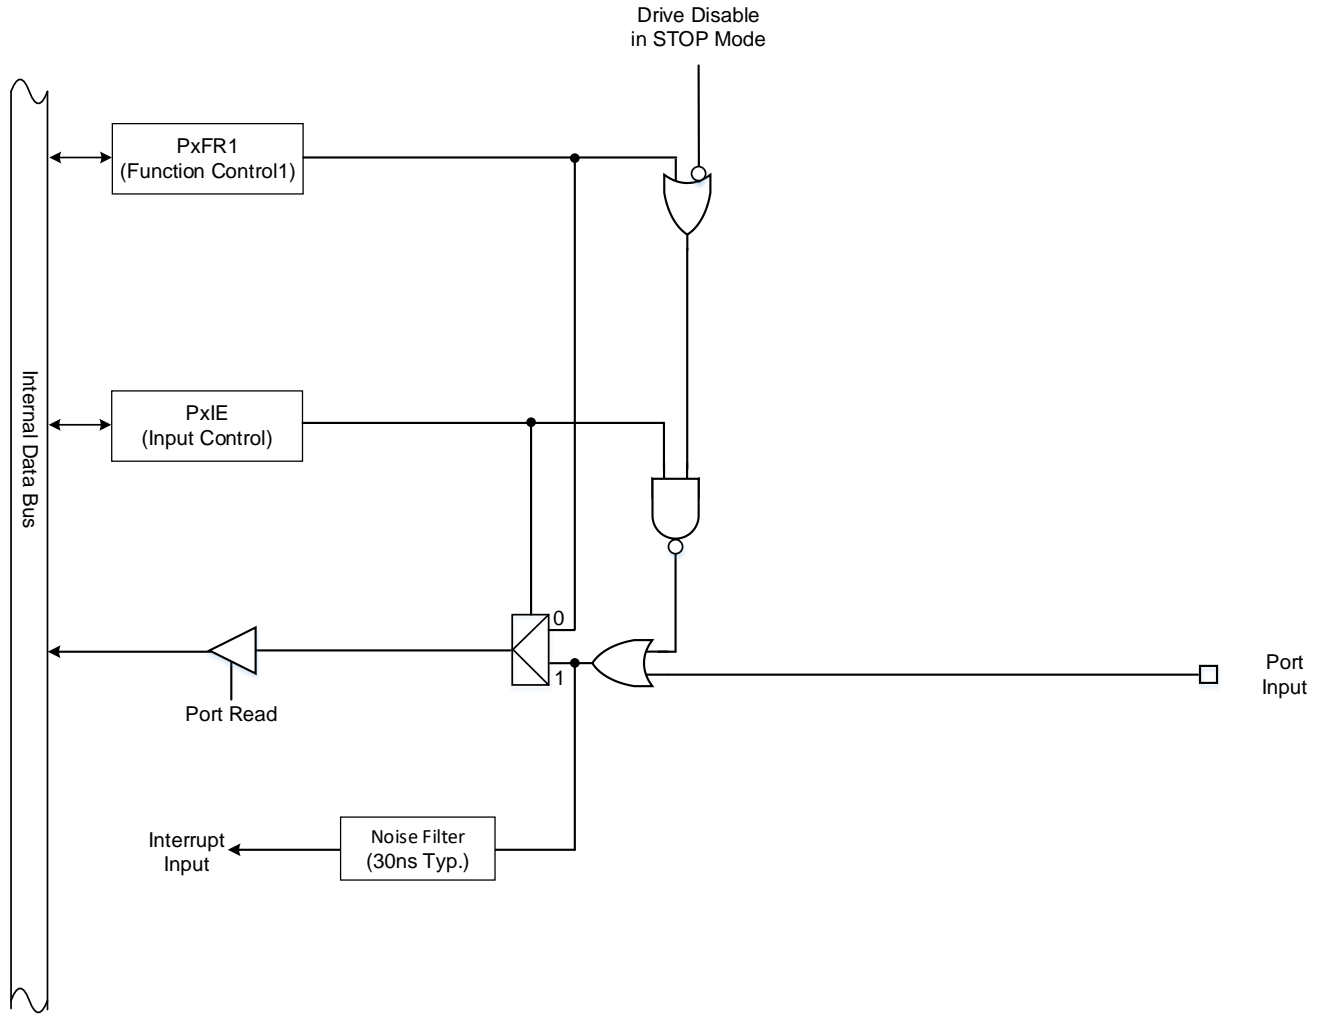 Drive Disable
in STOP Mode
PxFR1
(Function Control1)
Internal Data Bus
PxIE
(Input Control)
0
1
Port Read
Port
Input
Interrupt
Input
Noise Filter
(30ns Typ.)